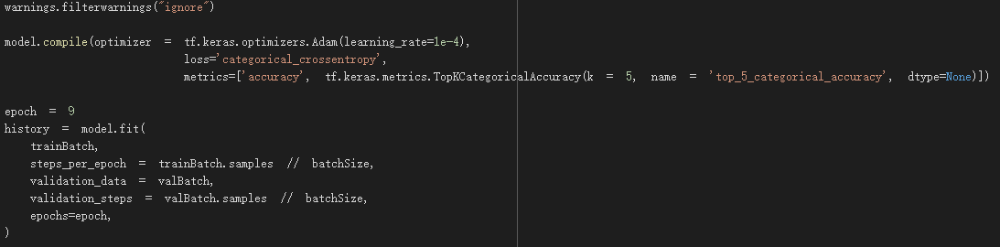 warnings.filterwarnings("ignore")
model.compile(optimizer = tf.keras.optimizers.Adam(learning_rate=1e-4),
loss='categorical_crossentropy',
metrics=['accuracy', tf.keras.metrics.TopKCategoricalAccuracy(k = 5, name = 'top_5_categorical_accuracy', dtype=None)])
epoch = 9
history = model.fit(
trainBatch,
steps_per_epoch = trainBatch.samples // batchSize,
validation_data = valBatch,
validation_steps = valBatch.samples // batchSize,
epochs=epoch,
)